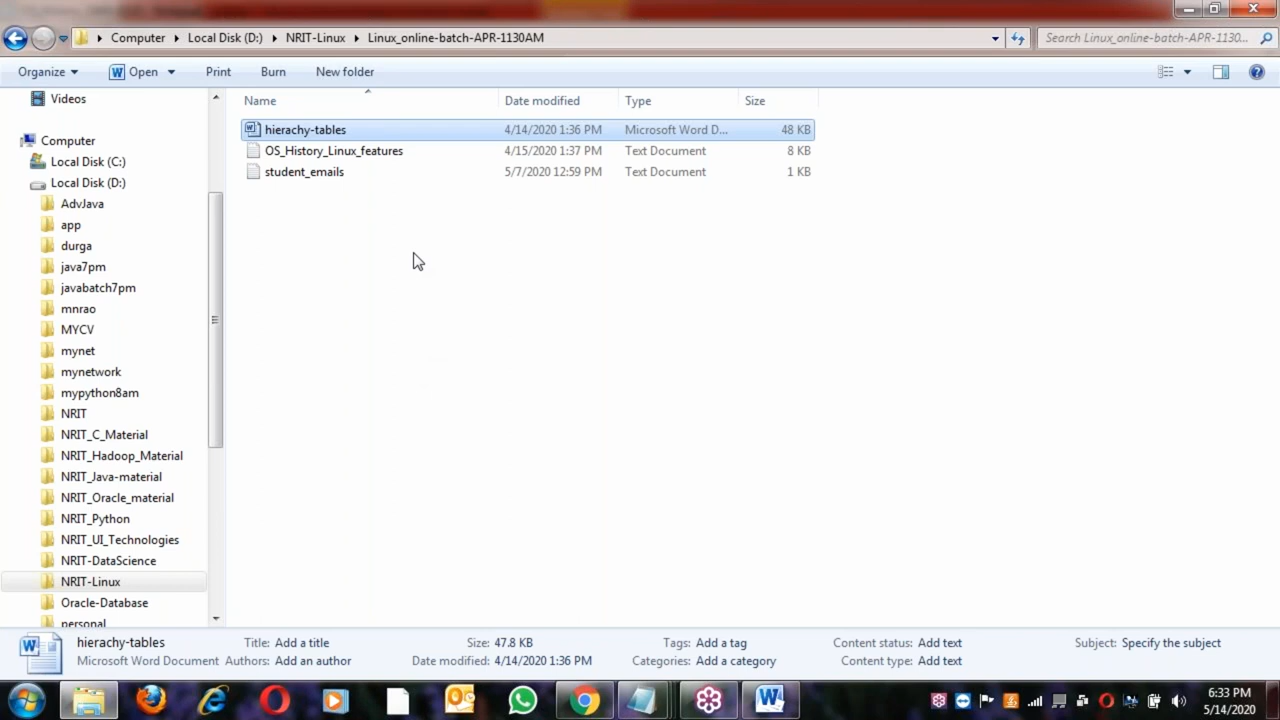 Computer Local Disk (D:) NRIT-Linux Linux_online-batch-APR-1130AM
Search Linux_online-batch-APR-1130...
Organize Open Print Burn New folder
Name Date modified Type Size
hierachy-tables 4/14/2020 1:36 PM Microsoft Word D... 48 KB
OS_History_Linux_features 4/15/2020 1:37 PM Text Document 8 KB
student_emails 5/7/2020 12:59 PM Text Document 1 KB
Videos
Computer
Local Disk (C:)
Local Disk (D:)
AdvJava
app
durga
java7pm
javabatch7pm
mnrao
MYCV
mynet
mynetwork
mypython8am
NRIT
NRIT_C_Material
NRIT_Hadoop_Material
NRIT_Java-material
NRIT_Oracle_material
NRIT_Python
NRIT_UI_Technologies
NRIT-DataScience
NRIT-Linux
Oracle-Database
personal
hierachy-tables Title: Add a title Size: 47.8 KB Tags: Add a tag Content status: Add text Subject: Specify the subject
Microsoft Word Document Authors: Add an author Date modified: 4/14/2020 1:36 PM Categories: Add a category Content type: Add text
6:33 PM
5/14/2020